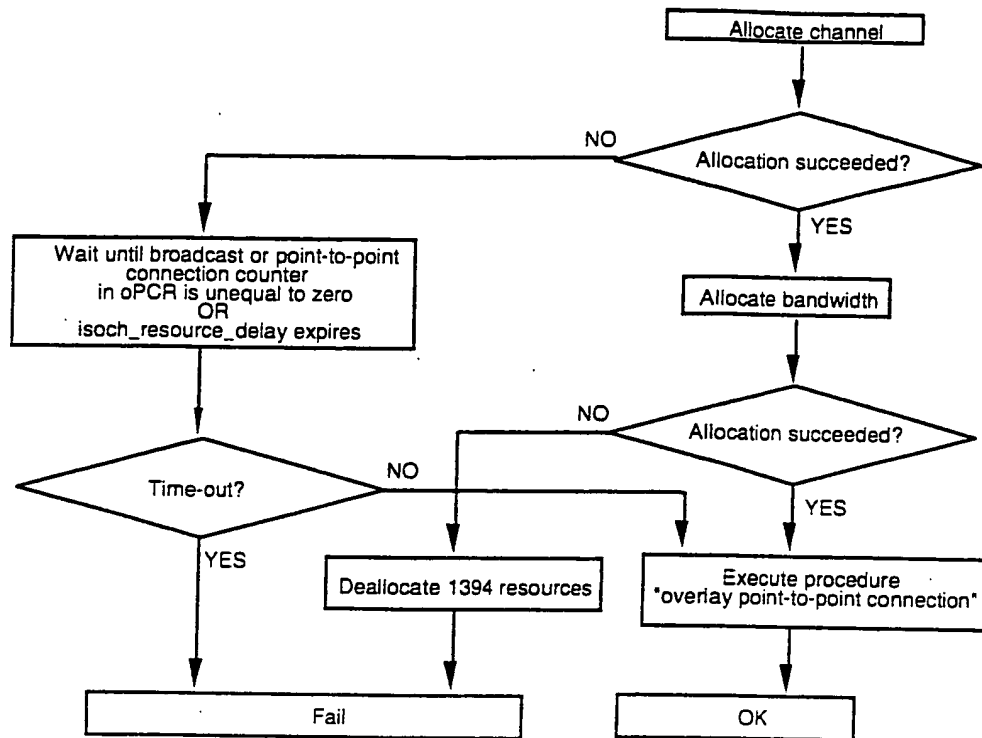 Allocate channel
NO
Allocation succeeded?
YES
Wait until broadcast or point-to-point
connection counter
in oPCR is unequal to zero
OR
isoch_resource_delay expires
Allocate bandwidth
NO
Allocation succeeded?
Time-out?
NO
YES
YES
Deallocate 1394 resources
Execute procedure
"overlay point-to-point connection"
Fail
OK